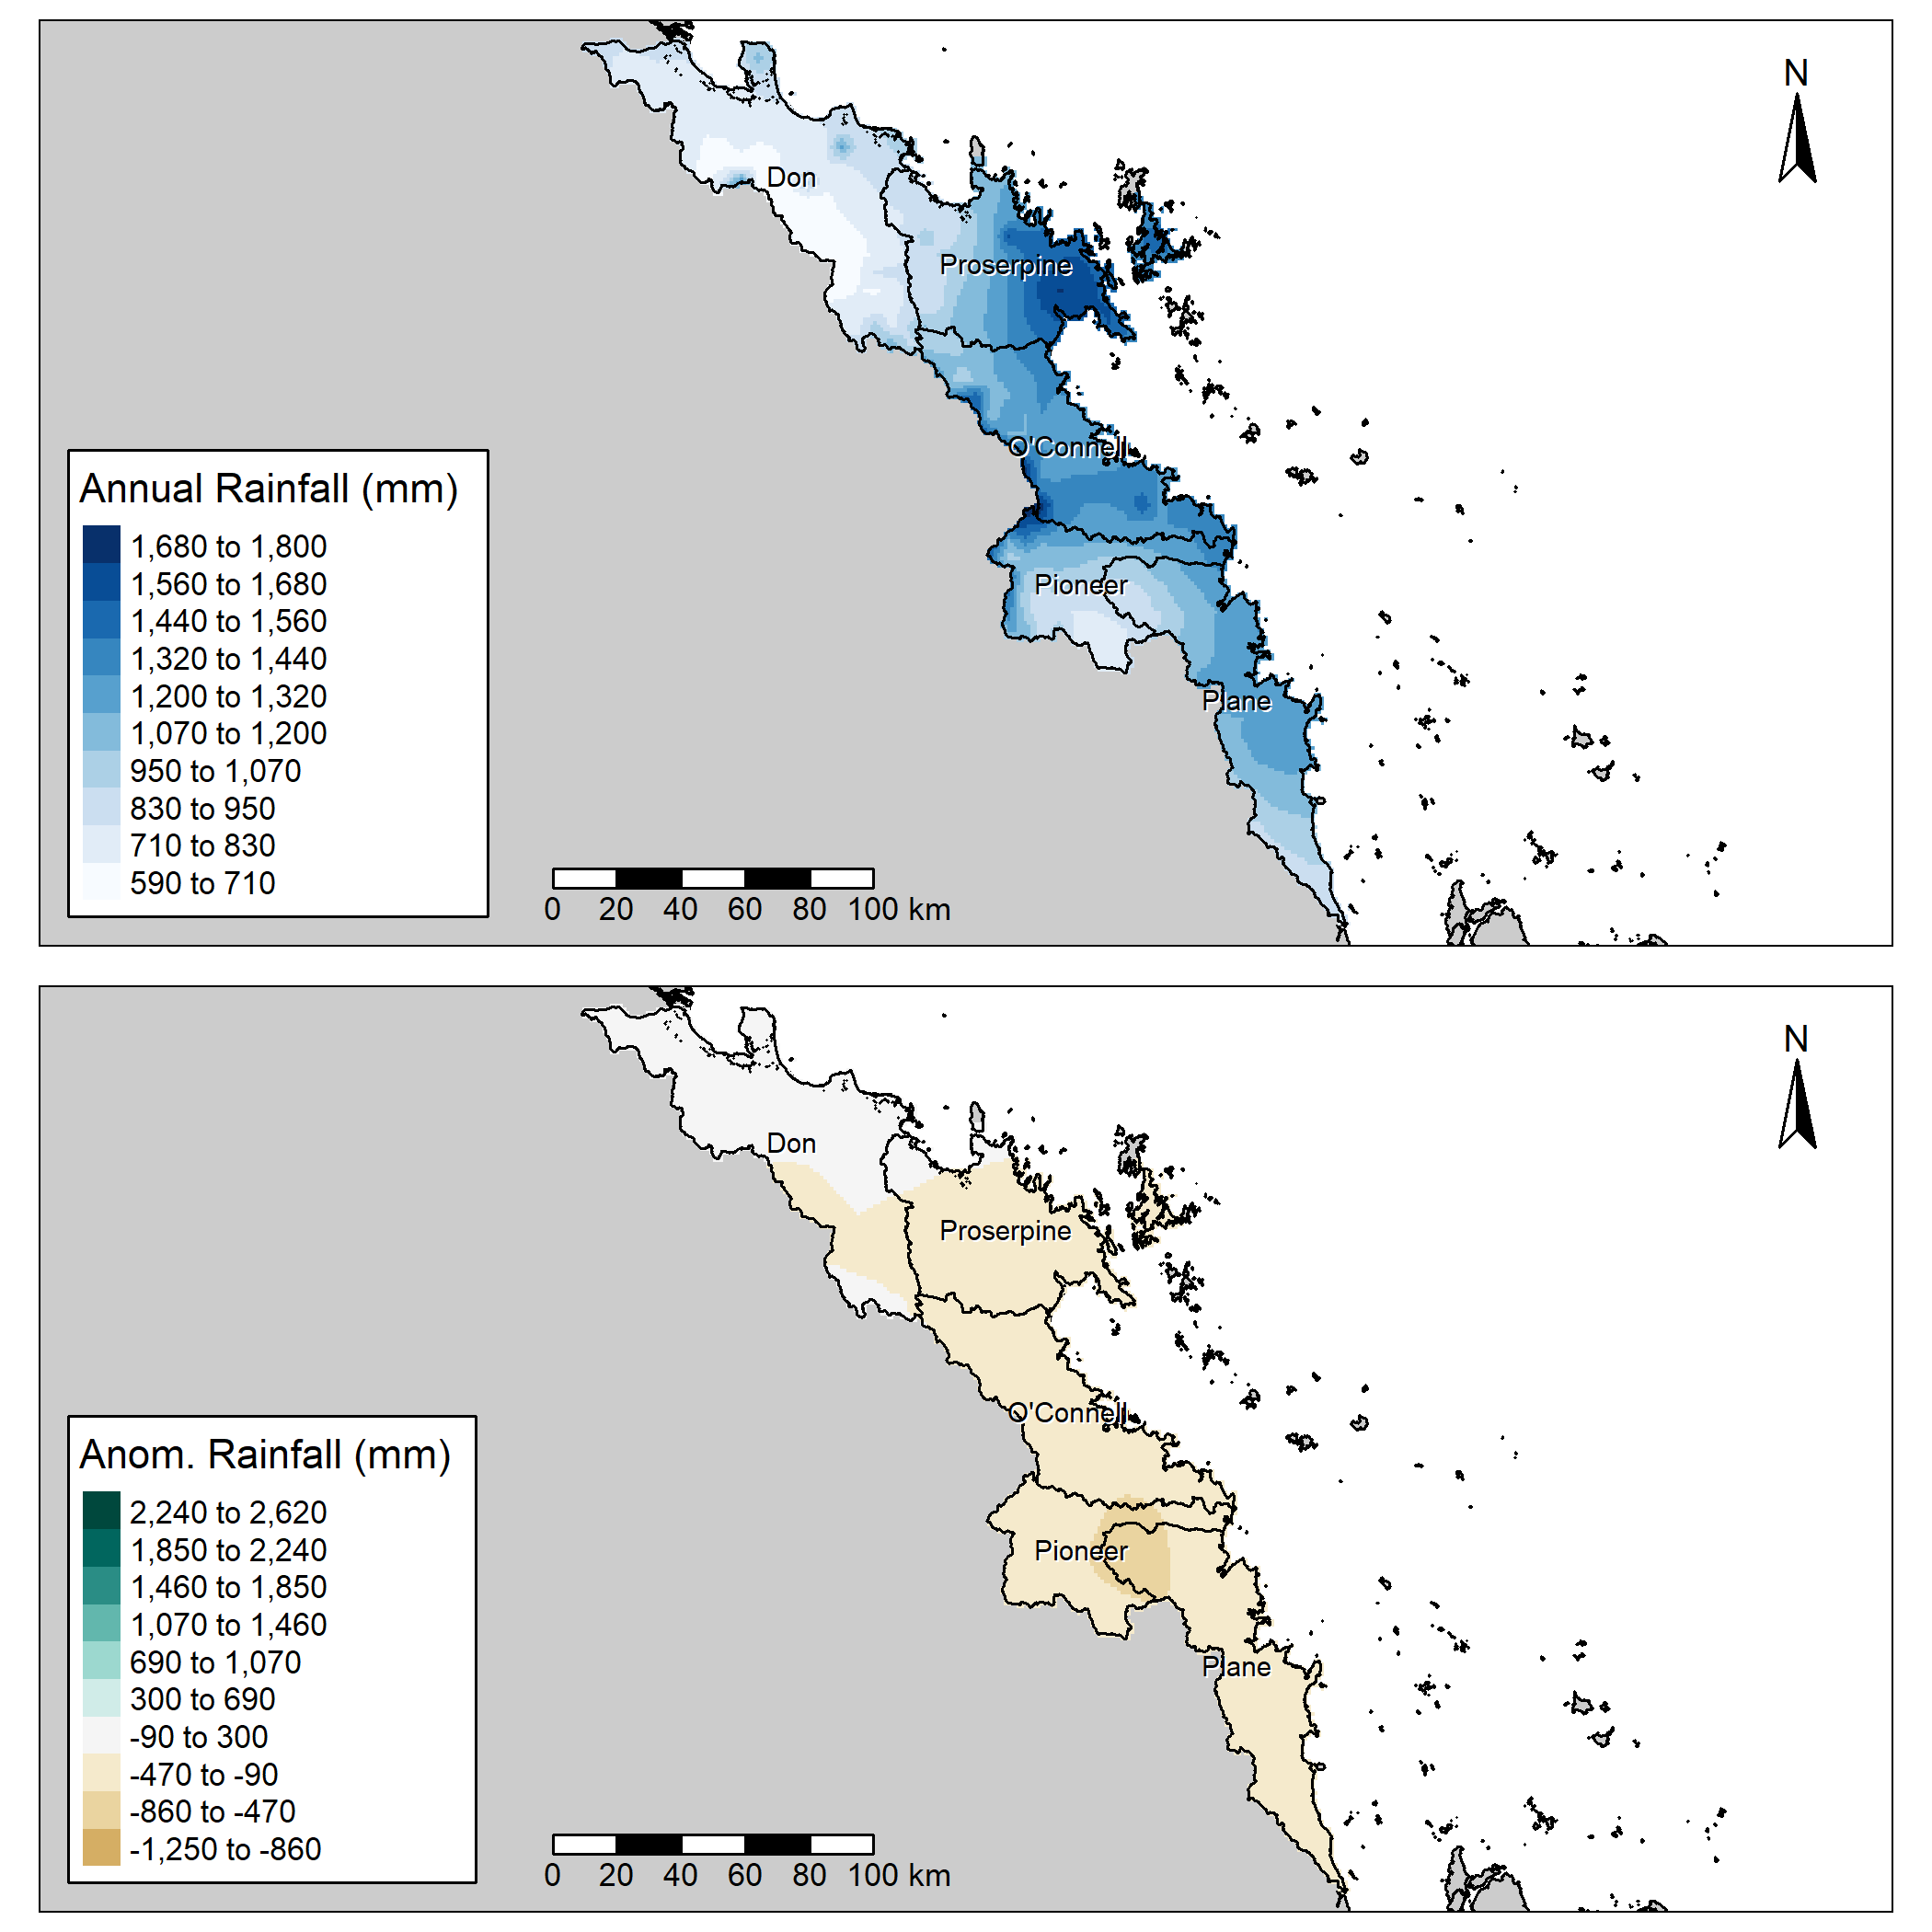 N
Don
Proserpine
O'Connell
Pioneer
Plane
Annual Rainfall (mm)
1,680 to 1,800
1,560 to 1,680
1,440 to 1,560
1,320 to 1,440
1,200 to 1,320
1,070 to 1,200
950 to 1,070
830 to 950
710 to 830
590 to 710
0 20 40 60 80 100 km
N
Don
Proserpine
O'Connell
Pioneer
Plane
Anom. Rainfall (mm)
2,240 to 2,620
1,850 to 2,240
1,460 to 1,850
1,070 to 1,460
690 to 1,070
300 to 690
-90 to 300
-470 to -90
-860 to -470
-1,250 to -860
0 20 40 60 80 100 km